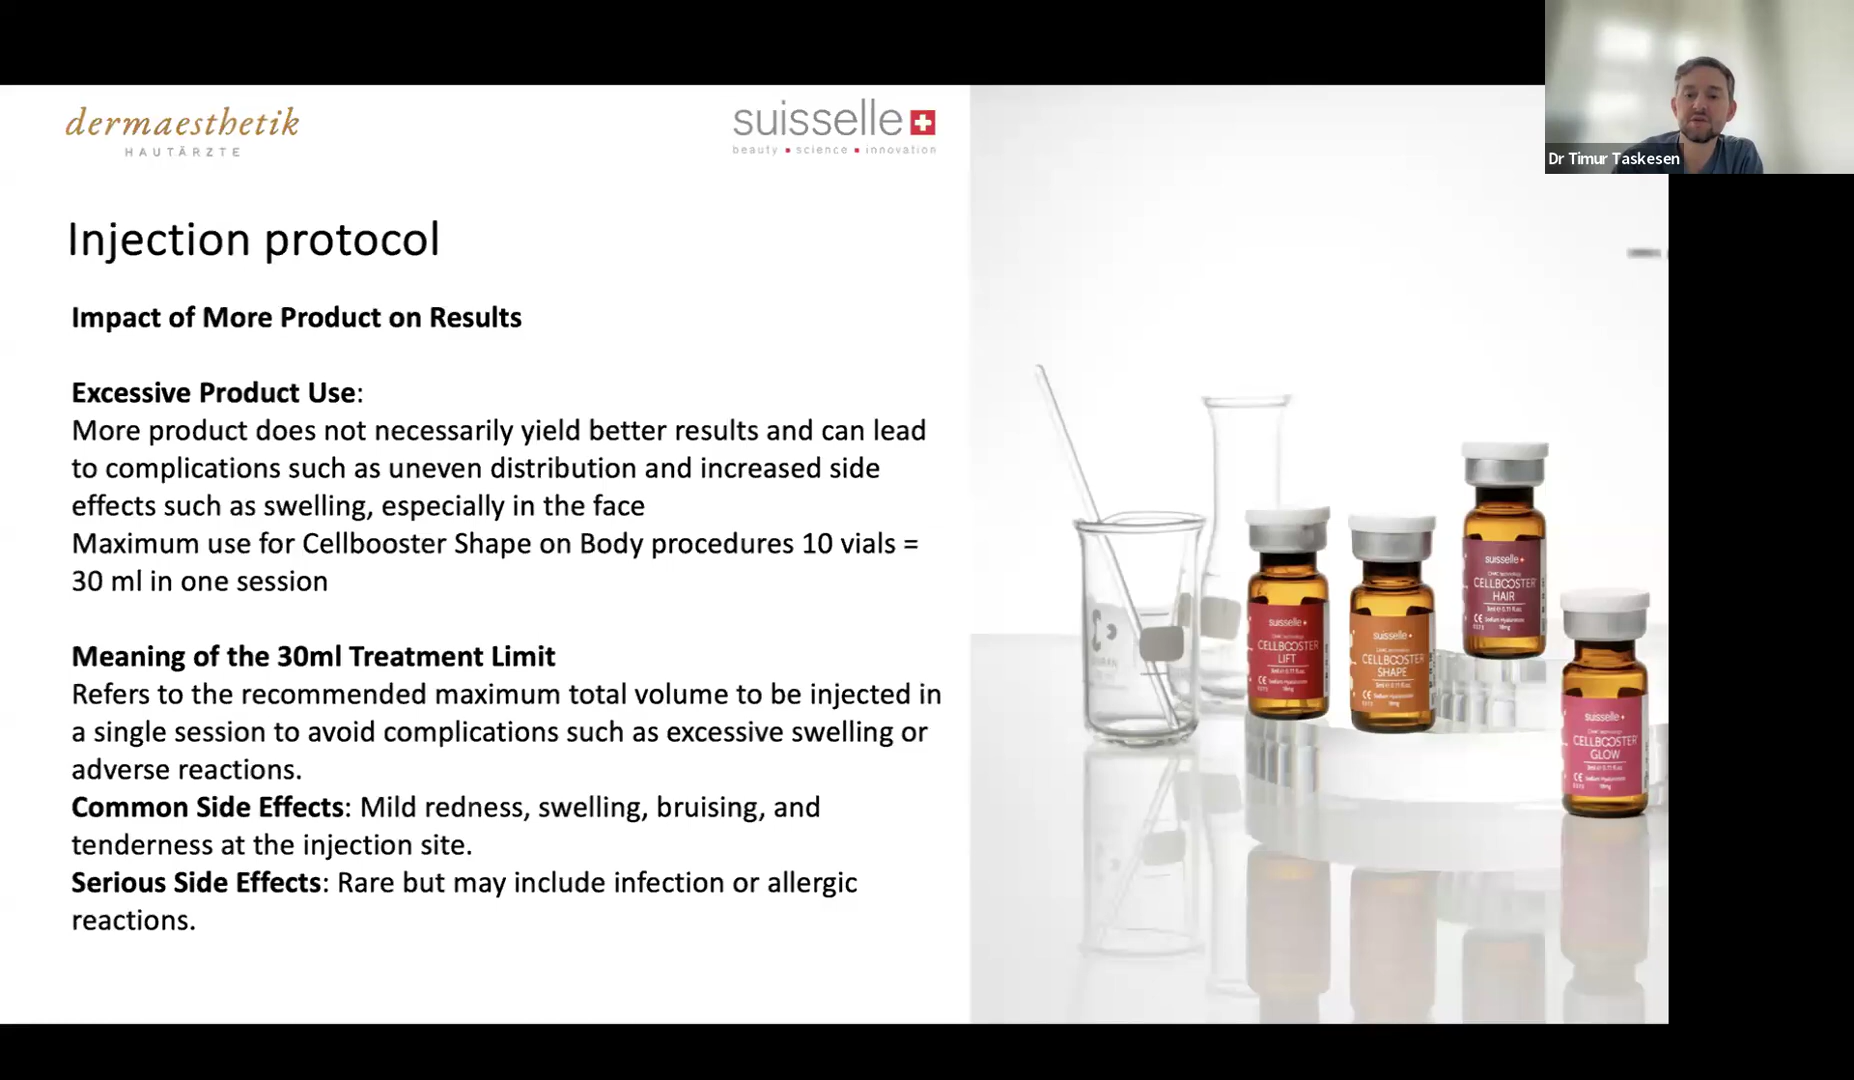 dermaesthetik
HAUTÄRZTE
suisselle
beauty ▪ science ▪ innovation
Dr Timur Taskesen
Injection protocol
Impact of More Product on Results
Excessive Product Use:
More product does not necessarily yield better results and can lead
to complications such as uneven distribution and increased side
effects such as swelling, especially in the face
Maximum use for Cellbooster Shape on Body procedures 10 vials =
30 ml in one session
Meaning of the 30ml Treatment Limit
Refers to the recommended maximum total volume to be injected in
a single session to avoid complications such as excessive swelling or
adverse reactions.
Common Side Effects: Mild redness, swelling, bruising, and
tenderness at the injection site.
Serious Side Effects: Rare but may include infection or allergic
reactions.
suisselle+
CELLBOOSTER
LIFT
suisselle+
CELLBOOSTER
SHAPE
suisselle+
CELLBOOSTER
HAIR
suisselle+
CELLBOOSTER
GLOW